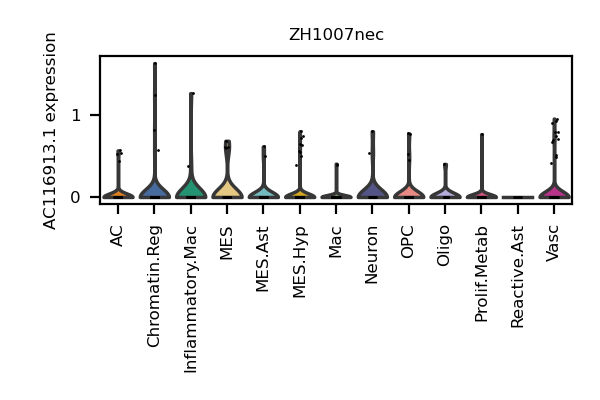 ZH1007nec
AC116913.1 expression
1
0
AC
Chromatin.Reg
Inflammatory.Mac
MES
MES.Ast
MES.Hyp
Mac
Neuron
OPC
Oligo
Prolif.Metab
Reactive.Ast
Vasc